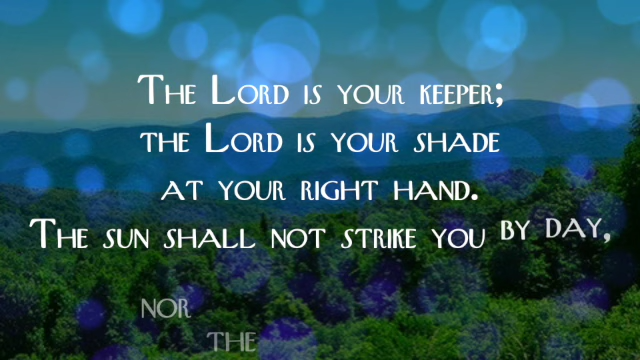 The Lord is your keeper;
the Lord is your shade
at your right hand.
The sun shall not strike you by day,
nor
the